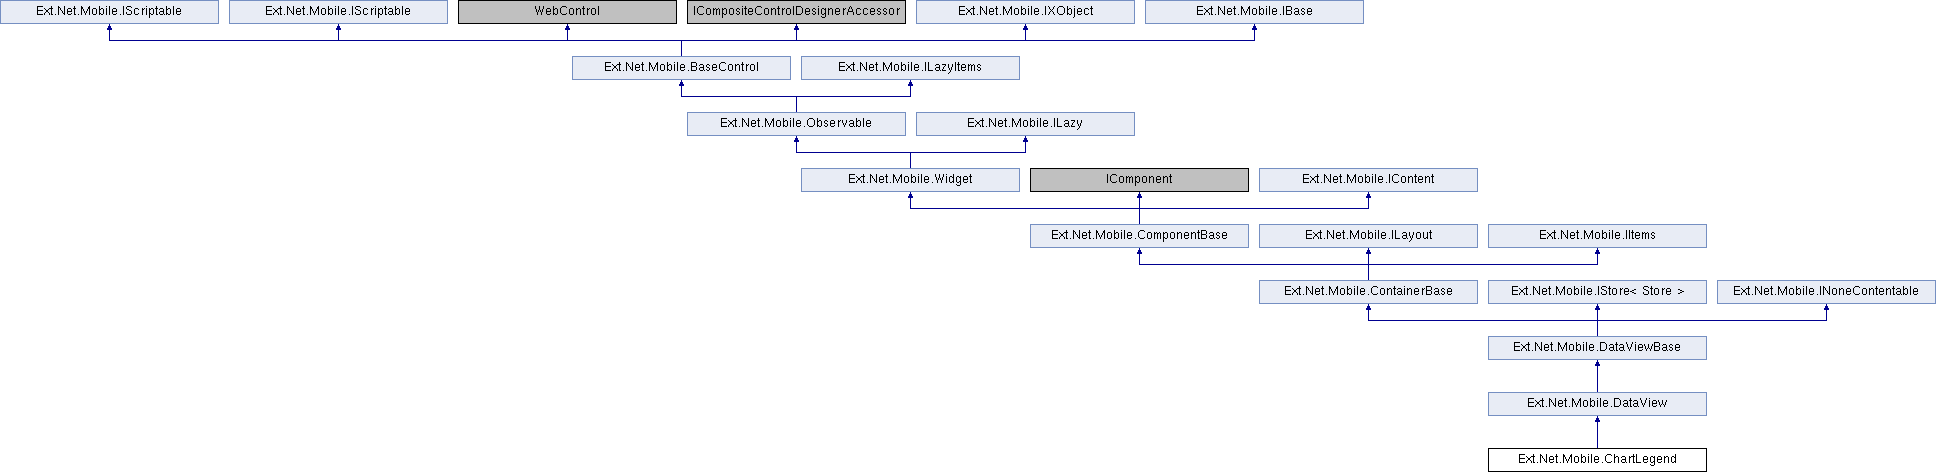 Ext.Net.Mobile.IScriptable
Ext.Net.Mobile.IScriptable
WebControl
ICompositeControlDesignerAccessor
Ext.Net.Mobile.IXObject
Ext.Net.Mobile.IBase
Ext.Net.Mobile.BaseControl
Ext.Net.Mobile.ILazyItems
Ext.Net.Mobile.Observable
Ext.Net.Mobile.ILazy
Ext.Net.Mobile.Widget
IComponent
Ext.Net.Mobile.IContent
Ext.Net.Mobile.ComponentBase
Ext.Net.Mobile.ILayout
Ext.Net.Mobile.IItems
Ext.Net.Mobile.ContainerBase
Ext.Net.Mobile.IStore< Store >
Ext.Net.Mobile.INoneContentable
Ext.Net.Mobile.DataViewBase
Ext.Net.Mobile.DataView
Ext.Net.Mobile.ChartLegend